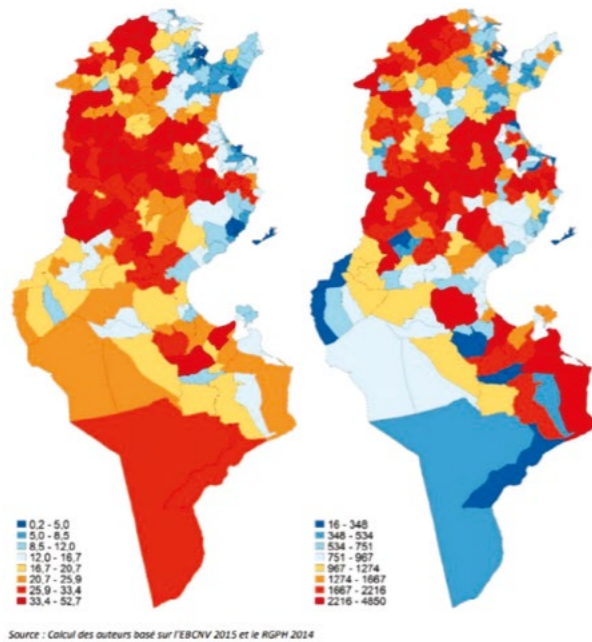 0,2 - 5,0
5,0 - 8,5
8,5 - 12,0
12,0 - 16,7
16,7 - 20,7
20,7 - 25,9
25,9 - 33,4
33,4 - 52,7
16 - 348
348 - 534
534 - 751
751 - 967
967 - 1274
1274 - 1667
1667 - 2216
2216 - 4850
Source : Calcul des auteurs basé sur l'EBCNV 2015 et le RGPH 2014